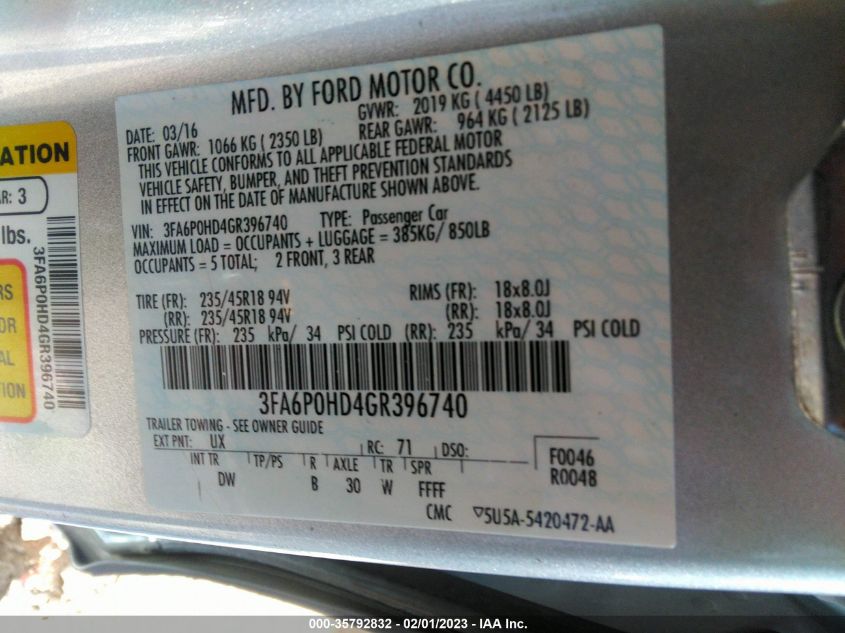 ATION
AR: 3
lbs.
RS
OR
AL
TION
3FA6P0HD4GR396740
MFD. BY FORD MOTOR CO.
DATE: 03/16 GVWR: 2019 KG ( 4450 LB)
FRONT GAWR: 1066 KG ( 2350 LB) REAR GAWR: 964 KG ( 2125 LB)
THIS VEHICLE CONFORMS TO ALL APPLICABLE FEDERAL MOTOR
VEHICLE SAFETY, BUMPER, AND THEFT PREVENTION STANDARDS
IN EFFECT ON THE DATE OF MANUFACTURE SHOWN ABOVE.
VIN: 3FA6P0HD4GR396740 TYPE: Passenger Car
MAXIMUM LOAD = OCCUPANTS + LUGGAGE = 385KG/ 850LB
OCCUPANTS = 5 TOTAL; 2 FRONT, 3 REAR
TIRE (FR): 235/45R18 94V RIMS (FR): 18x8.0J
(RR): 235/45R18 94V (RR): 18x8.0J
PRESSURE (FR): 235 kPa/ 34 PSI COLD (RR): 235 kPa/ 34 PSI COLD
3FA6P0HD4GR396740
TRAILER TOWING - SEE OWNER GUIDE
EXT PNT: UX RC: 71 DSO:
INT TR TP/PS R AXLE TR SPR
DW B 30 W FFFF
F0046
R0048
CMC ▽5U5A-5420472-AA
000-35792832 - 02/01/2023 - IAA Inc.